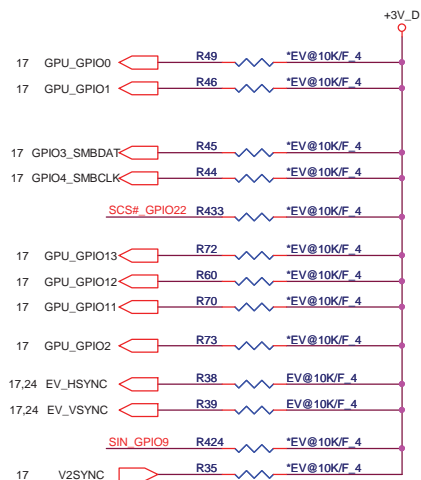 +3V_D
17 GPU_GPIO0 R49 *EV@10K/F_4
17 GPU_GPIO1 R46 *EV@10K/F_4
17 GPIO3_SMBDAT R45 *EV@10K/F_4
17 GPIO4_SMBCLK R44 *EV@10K/F_4
SCS#_GPIO22 R433 *EV@10K/F_4
17 GPU_GPIO13 R72 *EV@10K/F_4
17 GPU_GPIO12 R60 *EV@10K/F_4
17 GPU_GPIO11 R70 *EV@10K/F_4
17 GPU_GPIO2 R73 *EV@10K/F_4
17,24 EV_HSYNC R38 EV@10K/F_4
17,24 EV_VSYNC R39 EV@10K/F_4
SIN_GPIO9 R424 *EV@10K/F_4
17 V2SYNC R35 *EV@10K/F_4